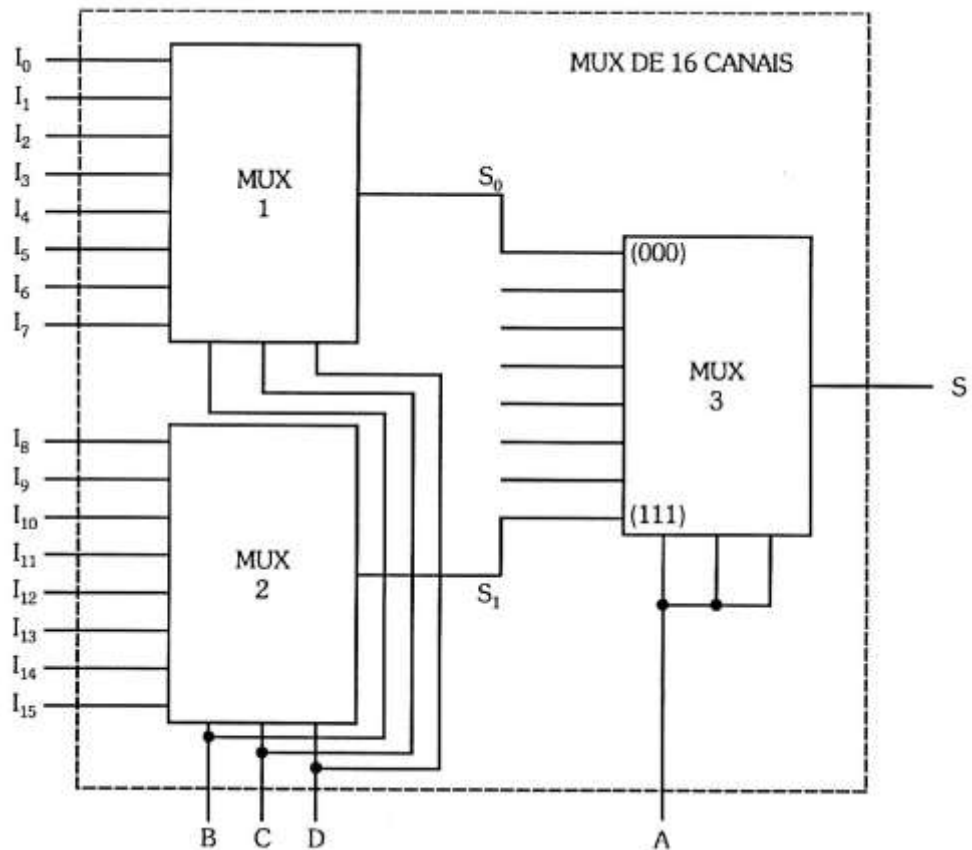 MUX DE 16 CANAIS
I₀
I₁
I₂
I₃
I₄
I₅
I₆
I₇
MUX
1
S₀
(000)
MUX
3
(111)
S
I₈
I₉
I₁₀
I₁₁
I₁₂
I₁₃
I₁₄
I₁₅
MUX
2
S₁
B C D A